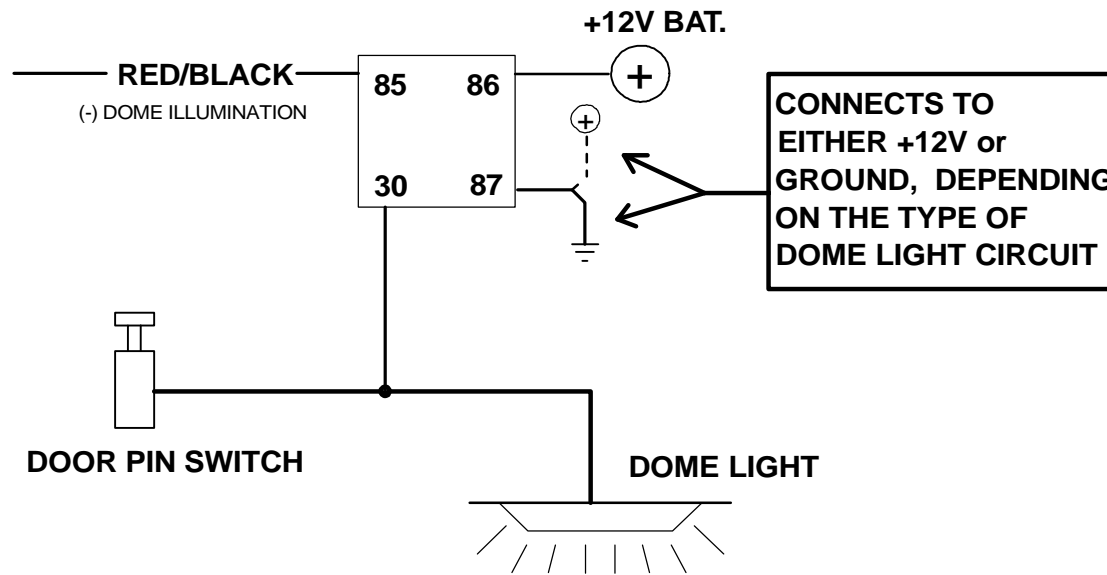 +12V BAT.
RED/BLACK
(-) DOME ILLUMINATION
85 86
+
+
30 87
CONNECTS TO
EITHER +12V or
GROUND, DEPENDING
ON THE TYPE OF
DOME LIGHT CIRCUIT
DOOR PIN SWITCH
DOME LIGHT